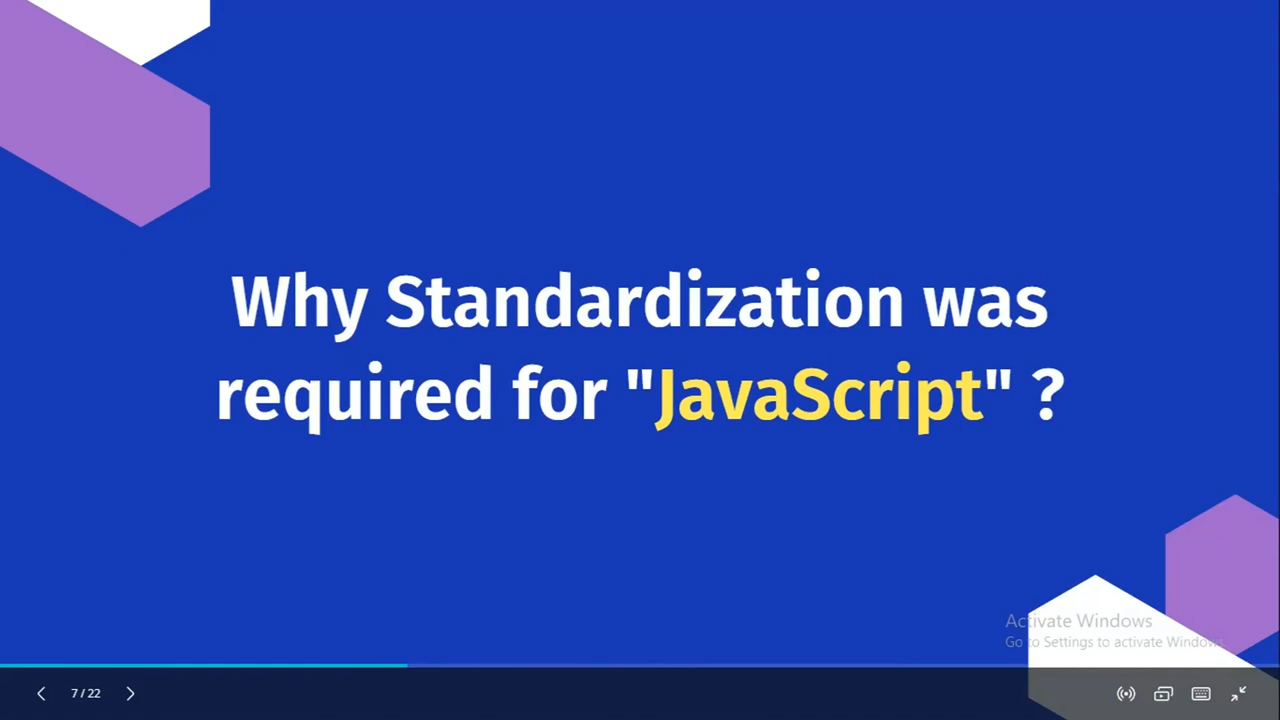 Why Standardization was
required for "JavaScript" ?
Activate Windows
Go to Settings to activate Windows.
7 / 22